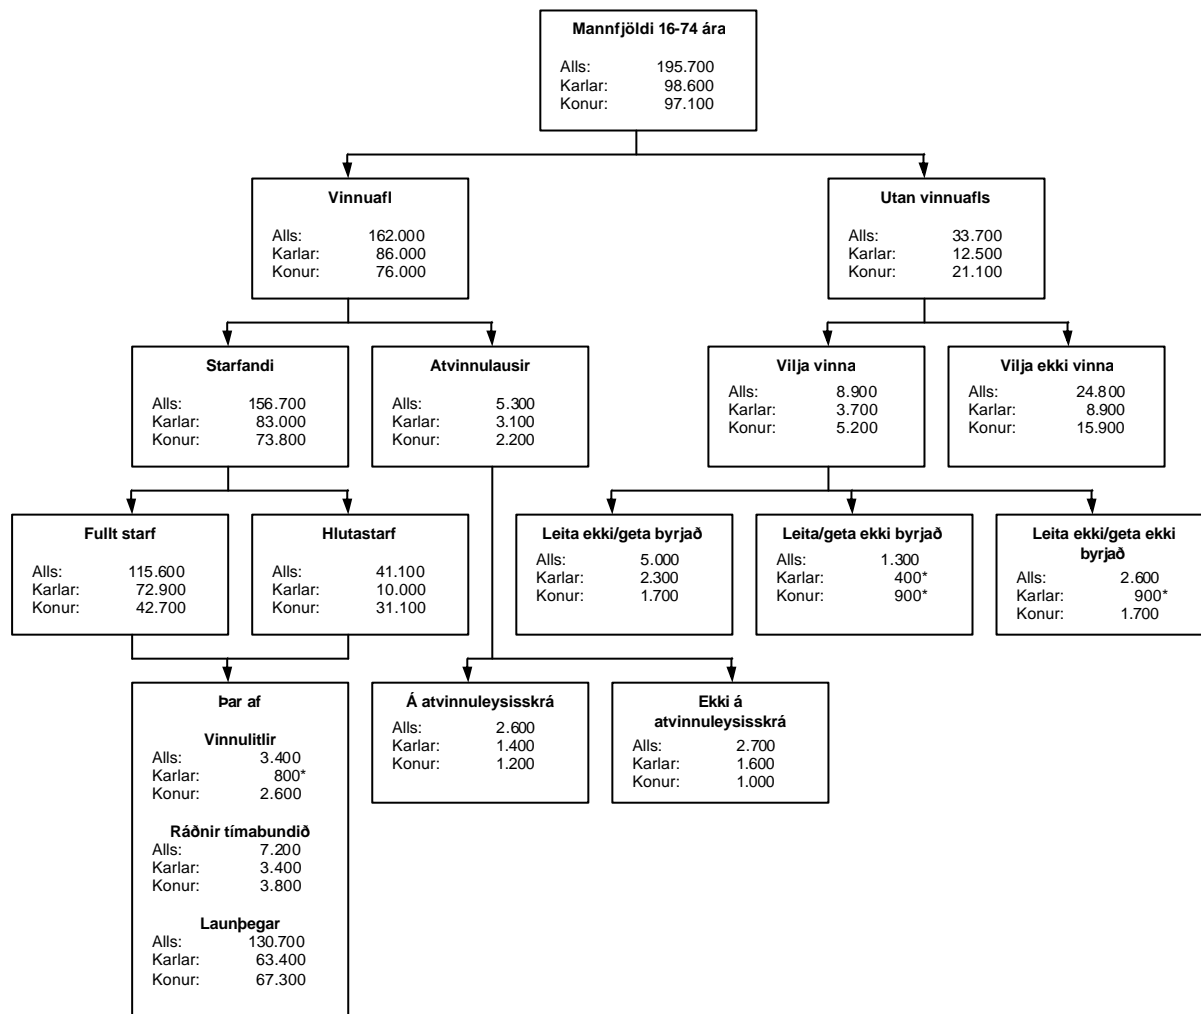 Mannfjöldi 16-74 ára
Alls: 195.700
Karlar: 98.600
Konur: 97.100
Vinnuafl
Alls: 162.000
Karlar: 86.000
Konur: 76.000
Utan vinnuafls
Alls: 33.700
Karlar: 12.500
Konur: 21.100
Starfandi
Alls: 156.700
Karlar: 83.000
Konur: 73.800
Atvinnulausir
Alls: 5.300
Karlar: 3.100
Konur: 2.200
Vilja vinna
Alls: 8.900
Karlar: 3.700
Konur: 5.200
Vilja ekki vinna
Alls: 24.800
Karlar: 8.900
Konur: 15.900
Fullt starf
Alls: 115.600
Karlar: 72.900
Konur: 42.700
Hlutastarf
Alls: 41.100
Karlar: 10.000
Konur: 31.100
Leita ekki/geta byrjað
Alls: 5.000
Karlar: 2.300
Konur: 1.700
Leita/geta ekki byrjað
Alls: 1.300
Karlar: 400*
Konur: 900*
Leita ekki/geta ekki
byrjað
Alls: 2.600
Karlar: 900*
Konur: 1.700
Þar af
Vinnulitlir
Alls: 3.400
Karlar: 800*
Konur: 2.600
Ráðnir tímabundið
Alls: 7.200
Karlar: 3.400
Konur: 3.800
Launþegar
Alls: 130.700
Karlar: 63.400
Konur: 67.300
Á atvinnuleysisskrá
Alls: 2.600
Karlar: 1.400
Konur: 1.200
Ekki á
atvinnuleysisskrá
Alls: 2.700
Karlar: 1.600
Konur: 1.000